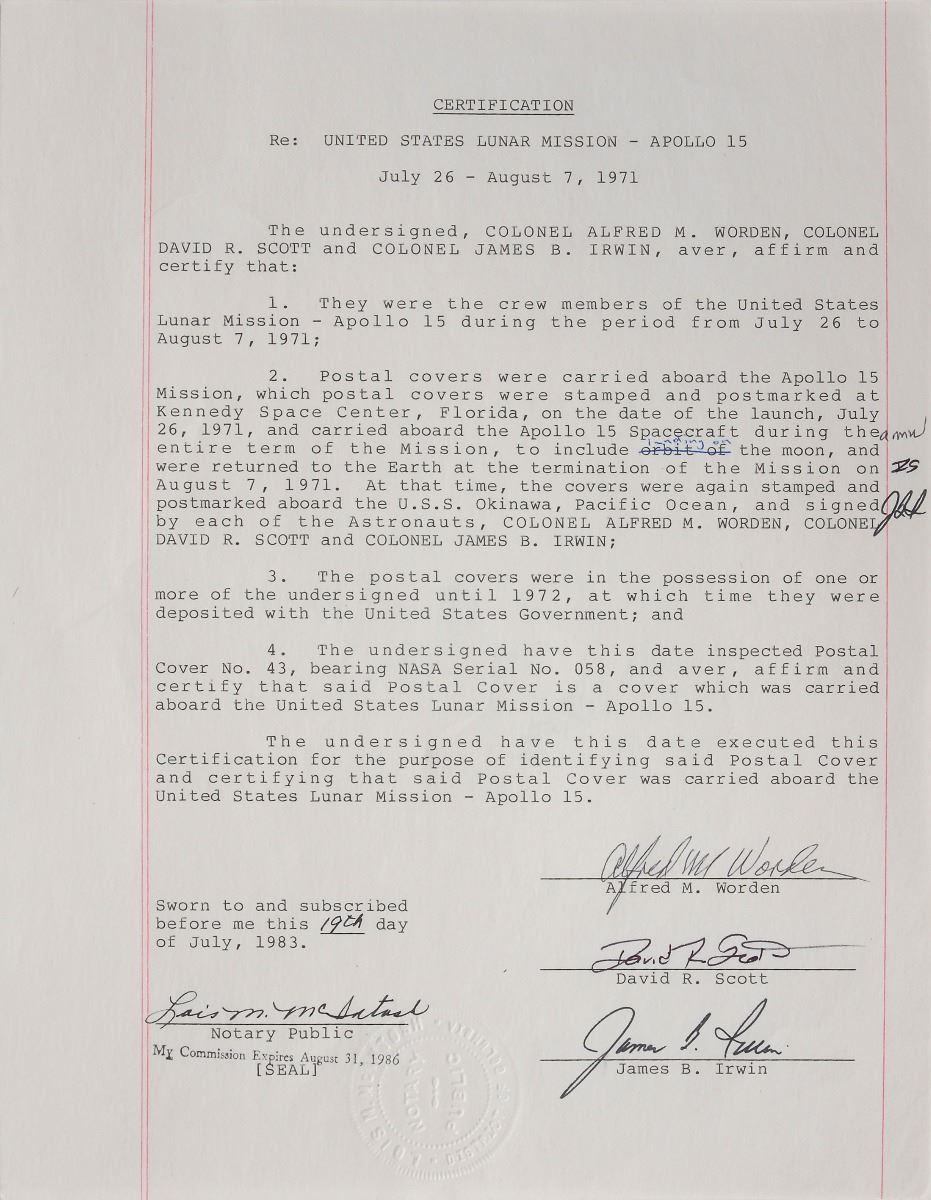 CERTIFICATION
Re: UNITED STATES LUNAR MISSION - APOLLO 15
July 26 - August 7, 1971
The undersigned, COLONEL ALFRED M. WORDEN, COLONEL
DAVID R. SCOTT and COLONEL JAMES B. IRWIN, aver, affirm and
certify that:
1. They were the crew members of the United States
Lunar Mission - Apollo 15 during the period from July 26 to
August 7, 1971;
2. Postal covers were carried aboard the Apollo 15
Mission, which postal covers were stamped and postmarked at
Kennedy Space Center, Florida, on the date of the launch, July
26, 1971, and carried aboard the Apollo 15 Spacecraft during the amw
landing on
entire term of the Mission, to include orbit of the moon, and
were returned to the Earth at the termination of the Mission on
August 7, 1971. At that time, the covers were again stamped and
postmarked aboard the U.S.S. Okinawa, Pacific Ocean, and signed
by each of the Astronauts, COLONEL ALFRED M. WORDEN, COLONEL
DAVID R. SCOTT and COLONEL JAMES B. IRWIN;
3. The postal covers were in the possession of one or
more of the undersigned until 1972, at which time they were
deposited with the United States Government; and
4. The undersigned have this date inspected Postal
Cover No. 43, bearing NASA Serial No. 058, and aver, affirm and
certify that said Postal Cover is a cover which was carried
aboard the United States Lunar Mission - Apollo 15.
The undersigned have this date executed this
Certification for the purpose of identifying said Postal Cover
and certifying that said Postal Cover was carried aboard the
United States Lunar Mission - Apollo 15.
Alfred M Worden
Alfred M. Worden
Sworn to and subscribed
before me this 19th day
of July, 1983.
David R Scott
David R. Scott
Lois M.
Notary Public
My Commission Expires August 31, 1986
[SEAL]
James B. Irwin
James B. Irwin
NOTARY PUBLIC